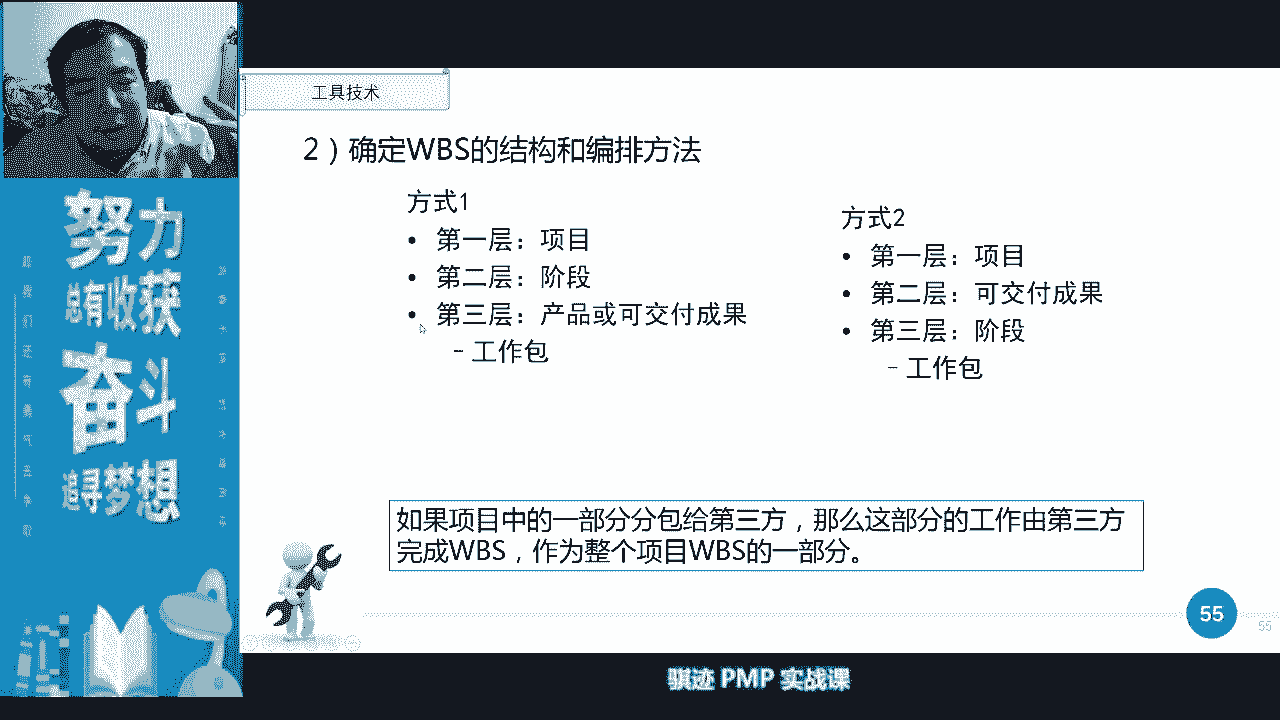 工具技术
2）确定WBS的结构和编排方法
方式1
• 第一层：项目
• 第二层：阶段
• 第三层：产品或可交付成果
– 工作包
方式2
• 第一层：项目
• 第二层：可交付成果
• 第三层：阶段
– 工作包
如果项目中的一部分分包给第三方，那么这部分的工作由第三方
完成WBS，作为整个项目WBS的一部分。
55
55
努力
总有收获
奋斗
追寻梦想
骐迹 PMP 实战课